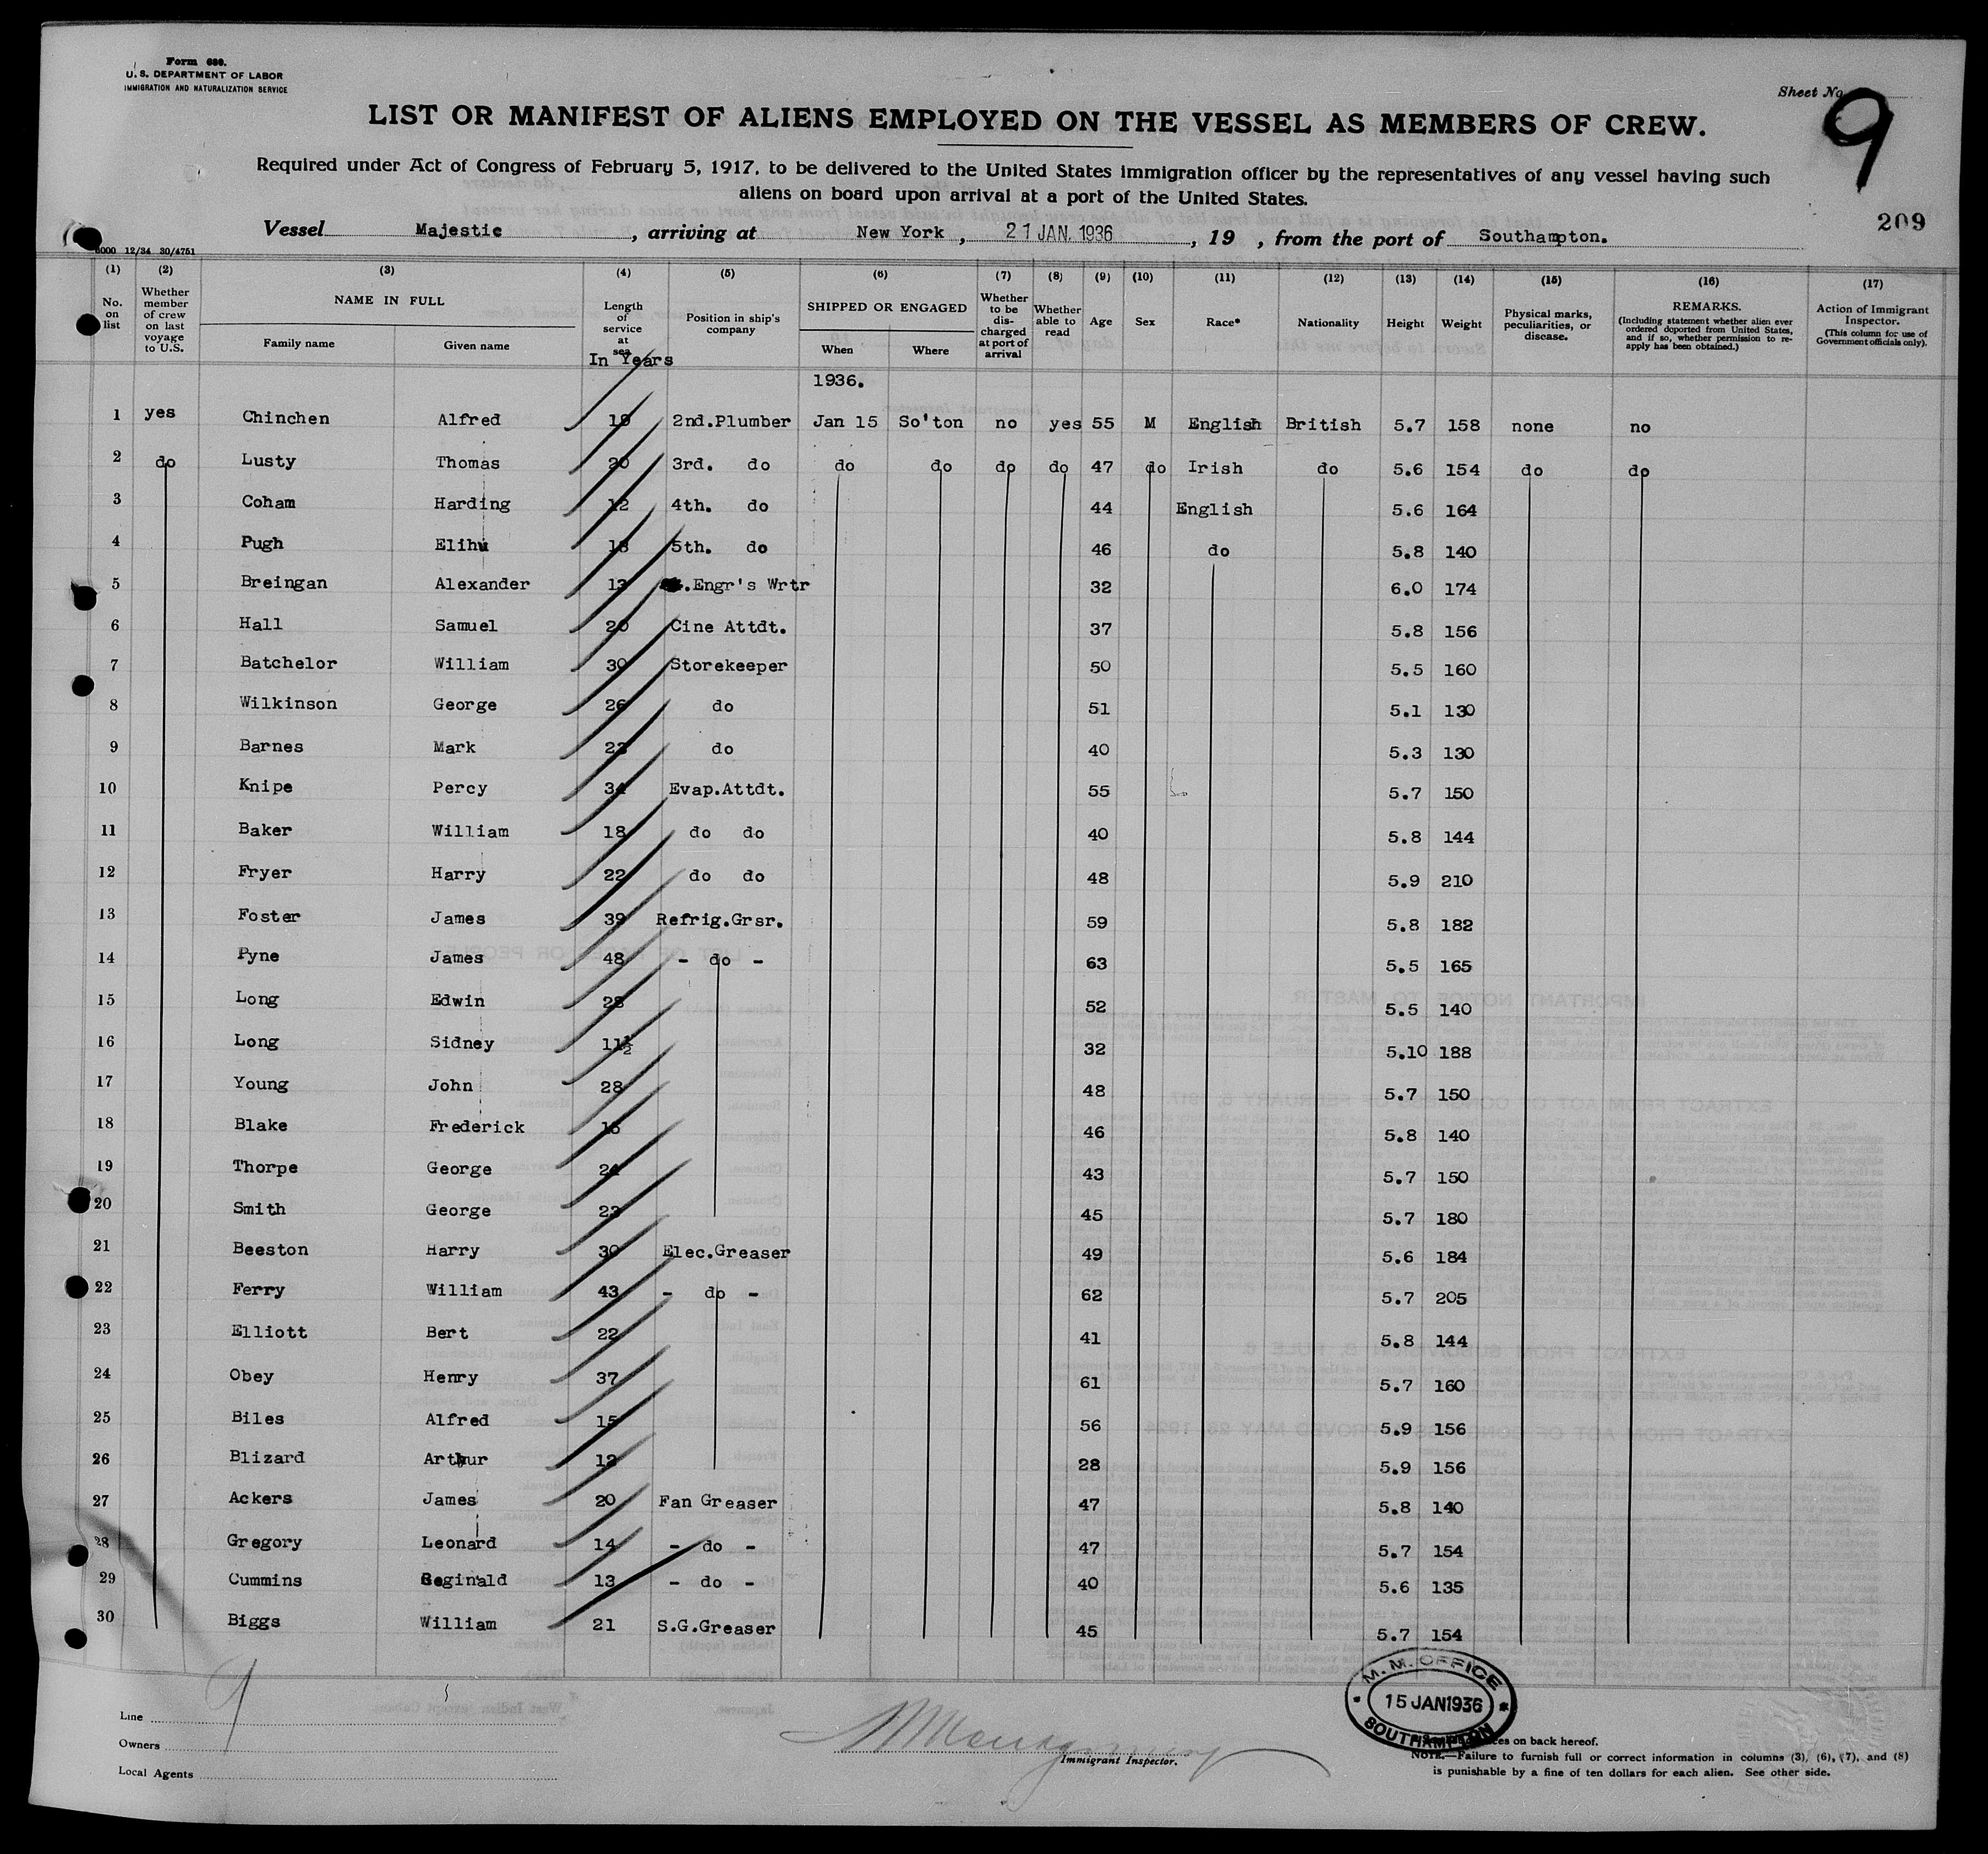 Form 680.
U. S. DEPARTMENT OF LABOR
IMMIGRATION AND NATURALIZATION SERVICE
Sheet No. 9
LIST OR MANIFEST OF ALIENS EMPLOYED ON THE VESSEL AS MEMBERS OF CREW.
Required under Act of Congress of February 5, 1917, to be delivered to the United States immigration officer by the representatives of any vessel having such
aliens on board upon arrival at a port of the United States.
209
Vessel Majestic, arriving at New York, 21 JAN. 1936, 19 , from the port of Southampton.
5000 12/34 30/4751
(1) (2) (3) (4) (5) (6) (7) (8) (9) (10) (11) (12) (13) (14) (15) (16) (17)
No. on list
Whether member of crew on last voyage to U.S.
NAME IN FULL
Family name Given name
Length of service at sea
In Years
Position in ship's company
SHIPPED OR ENGAGED
When Where
Whether to be discharged at port of arrival
Whether able to read
Age Sex Race* Nationality Height Weight
Physical marks, peculiarities, or disease.
REMARKS.
(Including statement whether alien ever ordered deported from United States, and if so, whether permission to reapply has been obtained.)
Action of Immigrant Inspector.
(This column for use of Government officials only).
1936.
1 yes Chinchen Alfred 19 2nd.Plumber Jan 15 So'ton no yes 55 M English British 5.7 158 none no
2 do Lusty Thomas 20 3rd. do do do do do 47 do Irish do 5.6 154 do do
3 Coham Harding 12 4th. do 44 English 5.6 164
4 Pugh Elihu 18 5th. do 46 do 5.8 140
5 Breingan Alexander 13 .Engr's Wrtr 32 6.0 174
6 Hall Samuel 20 Cine Attdt. 37 5.8 156
7 Batchelor William 30 Storekeeper 50 5.5 160
8 Wilkinson George 26 do 51 5.1 130
9 Barnes Mark 23 do 40 5.3 130
10 Knipe Percy 34 Evap.Attdt. 55 5.7 150
11 Baker William 18 do do 40 5.8 144
12 Fryer Harry 22 do do 48 5.9 210
13 Foster James 39 Refrig.Grsr. 59 5.8 182
14 Pyne James 48 - do - 63 5.5 165
15 Long Edwin 28 52 5.5 140
16 Long Sidney 11½ 32 5.10 188
17 Young John 28 48 5.7 150
18 Blake Frederick 16 46 5.8 140
19 Thorpe George 24 43 5.7 150
20 Smith George 23 45 5.7 180
21 Beeston Harry 30 Elec.Greaser 49 5.6 184
22 Ferry William 43 - do - 62 5.7 205
23 Elliott Bert 22 41 5.8 144
24 Obey Henry 37 61 5.7 160
25 Biles Alfred 15 56 5.9 156
26 Blizard Arthur 12 28 5.9 156
27 Ackers James 20 Fan Greaser 47 5.8 140
28 Gregory Leonard 14 - do - 47 5.7 154
29 Cummins Reginald 13 - do - 40 5.6 135
30 Biggs William 21 S.G.Greaser 45 5.7 154
Line
Owners
Local Agents
Immigrant Inspector.
M. M. OFFICE
15 JAN 1936
SOUTHAMPTON
on back hereof.
NOTE.—Failure to furnish full or correct information in columns (3), (6), (7), and (8)
is punishable by a fine of ten dollars for each alien. See other side.